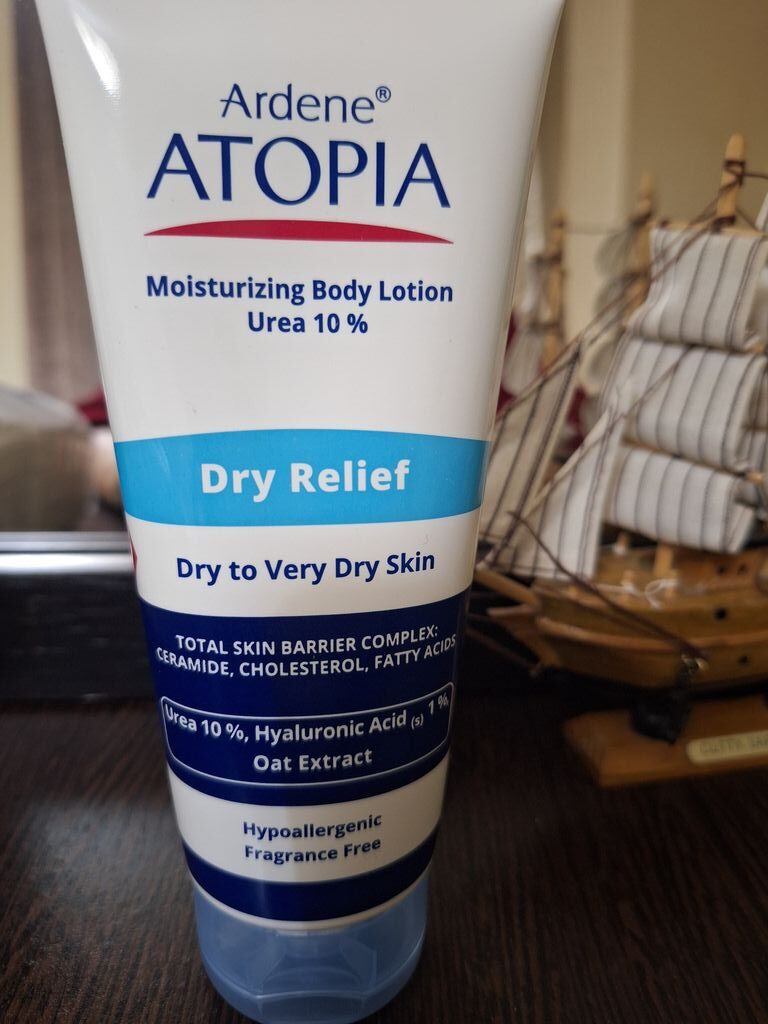 Ardene®
ATOPIA
Moisturizing Body Lotion
Urea 10 %
Dry Relief
Dry to Very Dry Skin
TOTAL SKIN BARRIER COMPLEX:
CERAMIDE, CHOLESTEROL, FATTY ACIDS
Urea 10 %, Hyaluronic Acid (s) 1 %,
Oat Extract
Hypoallergenic
Fragrance Free